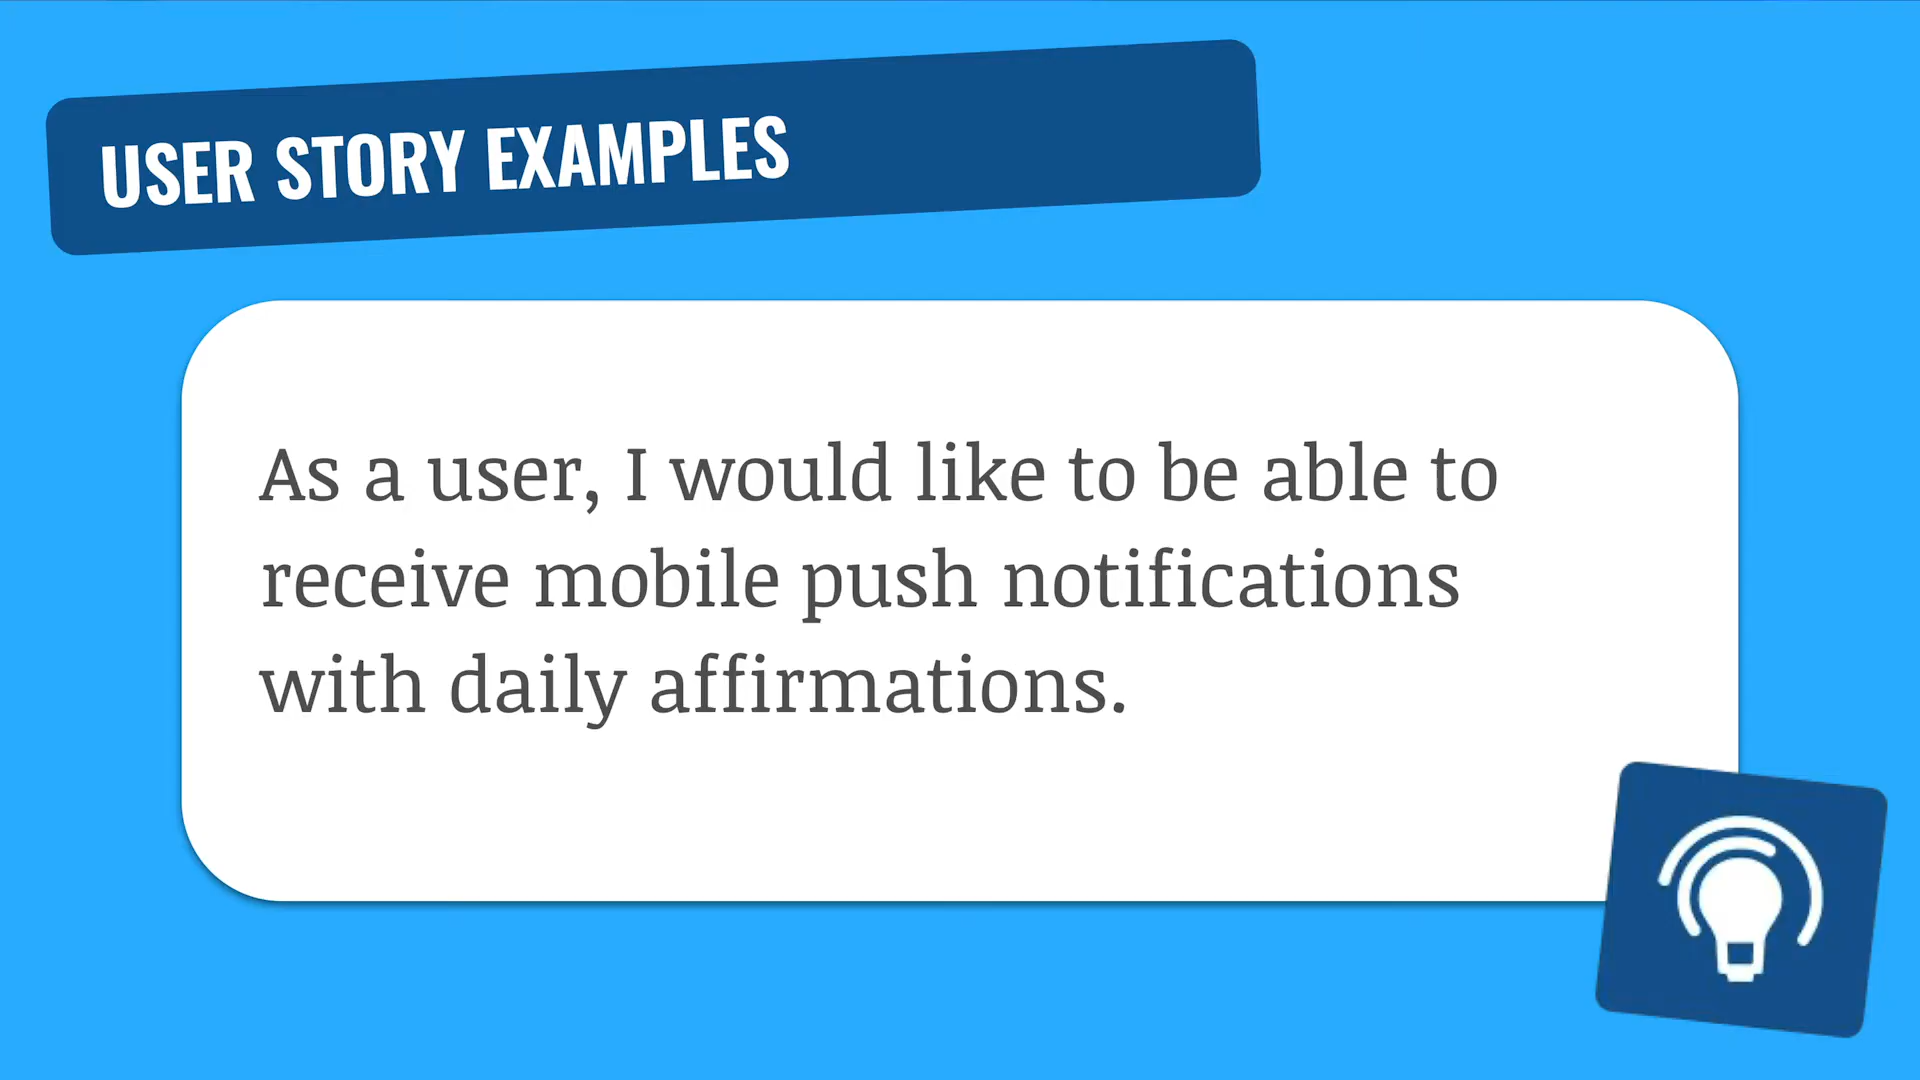 USER STORY EXAMPLES
As a user, I would like to be able to
receive mobile push notifications
with daily affirmations.